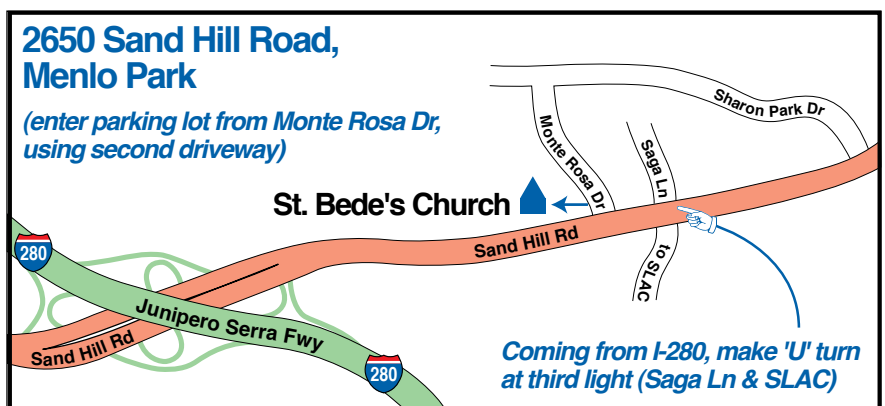 2650 Sand Hill Road,
Menlo Park
(enter parking lot from Monte Rosa Dr,
using second driveway)
Sharon Park Dr
Monte Rosa Dr
Saga Ln
St. Bede's Church
Sand Hill Rd
to SLAC
280
Junipero Serra Fwy
Sand Hill Rd
280
Coming from I-280, make 'U' turn
at third light (Saga Ln & SLAC)